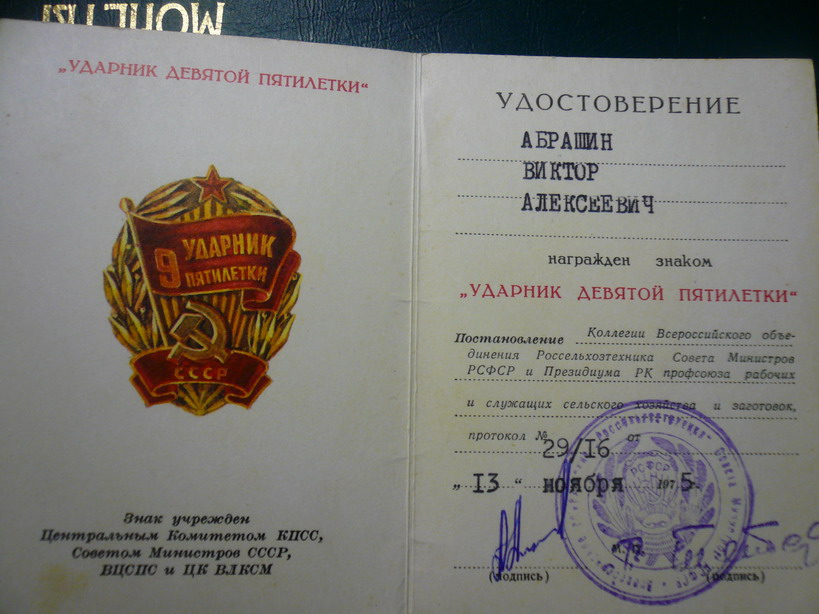 МОНЕТЫ
„УДАРНИК ДЕВЯТОЙ ПЯТИЛЕТКИ“
9 УДАРНИК
ПЯТИЛЕТКИ
СССР
Знак учрежден
Центральным Комитетом КПСС,
Советом Министров СССР,
ВЦСПС и ЦК ВЛКСМ
УДОСТОВЕРЕНИЕ
АБРАШИН
ВИКТОР
АЛЕКСЕЕВИЧ
награжден знаком
„УДАРНИК ДЕВЯТОЙ ПЯТИЛЕТКИ“
Постановление Коллегии Всероссийского объе-
динения Россельхозтехника Совета Министров
РСФСР и Президиума РК профсоюза рабочих
и служащих сельского хозяйства и заготовок,
протокол № 29/16 от
„ 13 “ ноября 1975
РСФСР
М. П.
(подпись) (подпись)